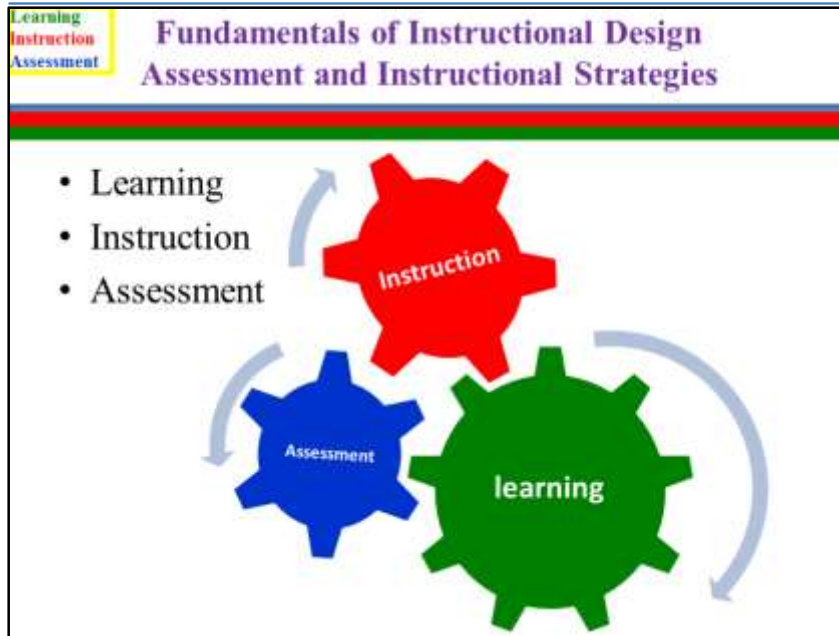 Learning
Instruction
Assessment
Fundamentals of Instructional Design
Assessment and Instructional Strategies
• Learning
• Instruction
• Assessment
Instruction
Assessment
learning